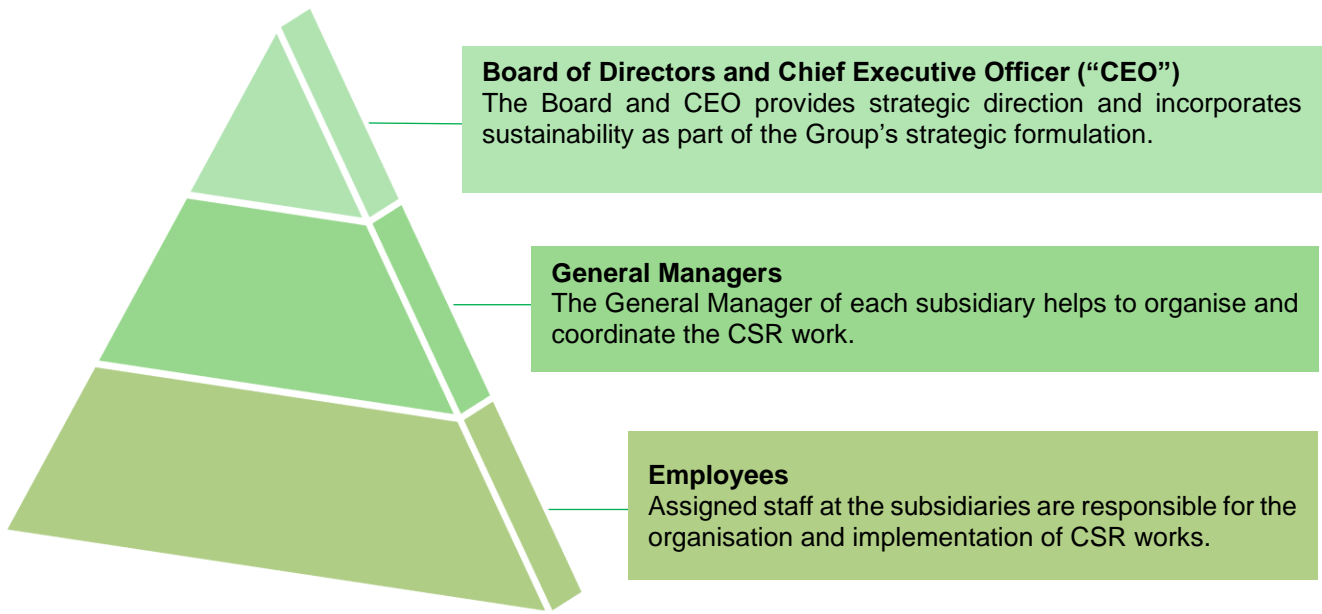 Board of Directors and Chief Executive Officer (“CEO”)
The Board and CEO provides strategic direction and incorporates
sustainability as part of the Group’s strategic formulation.
General Managers
The General Manager of each subsidiary helps to organise and
coordinate the CSR work.
Employees
Assigned staff at the subsidiaries are responsible for the
organisation and implementation of CSR works.